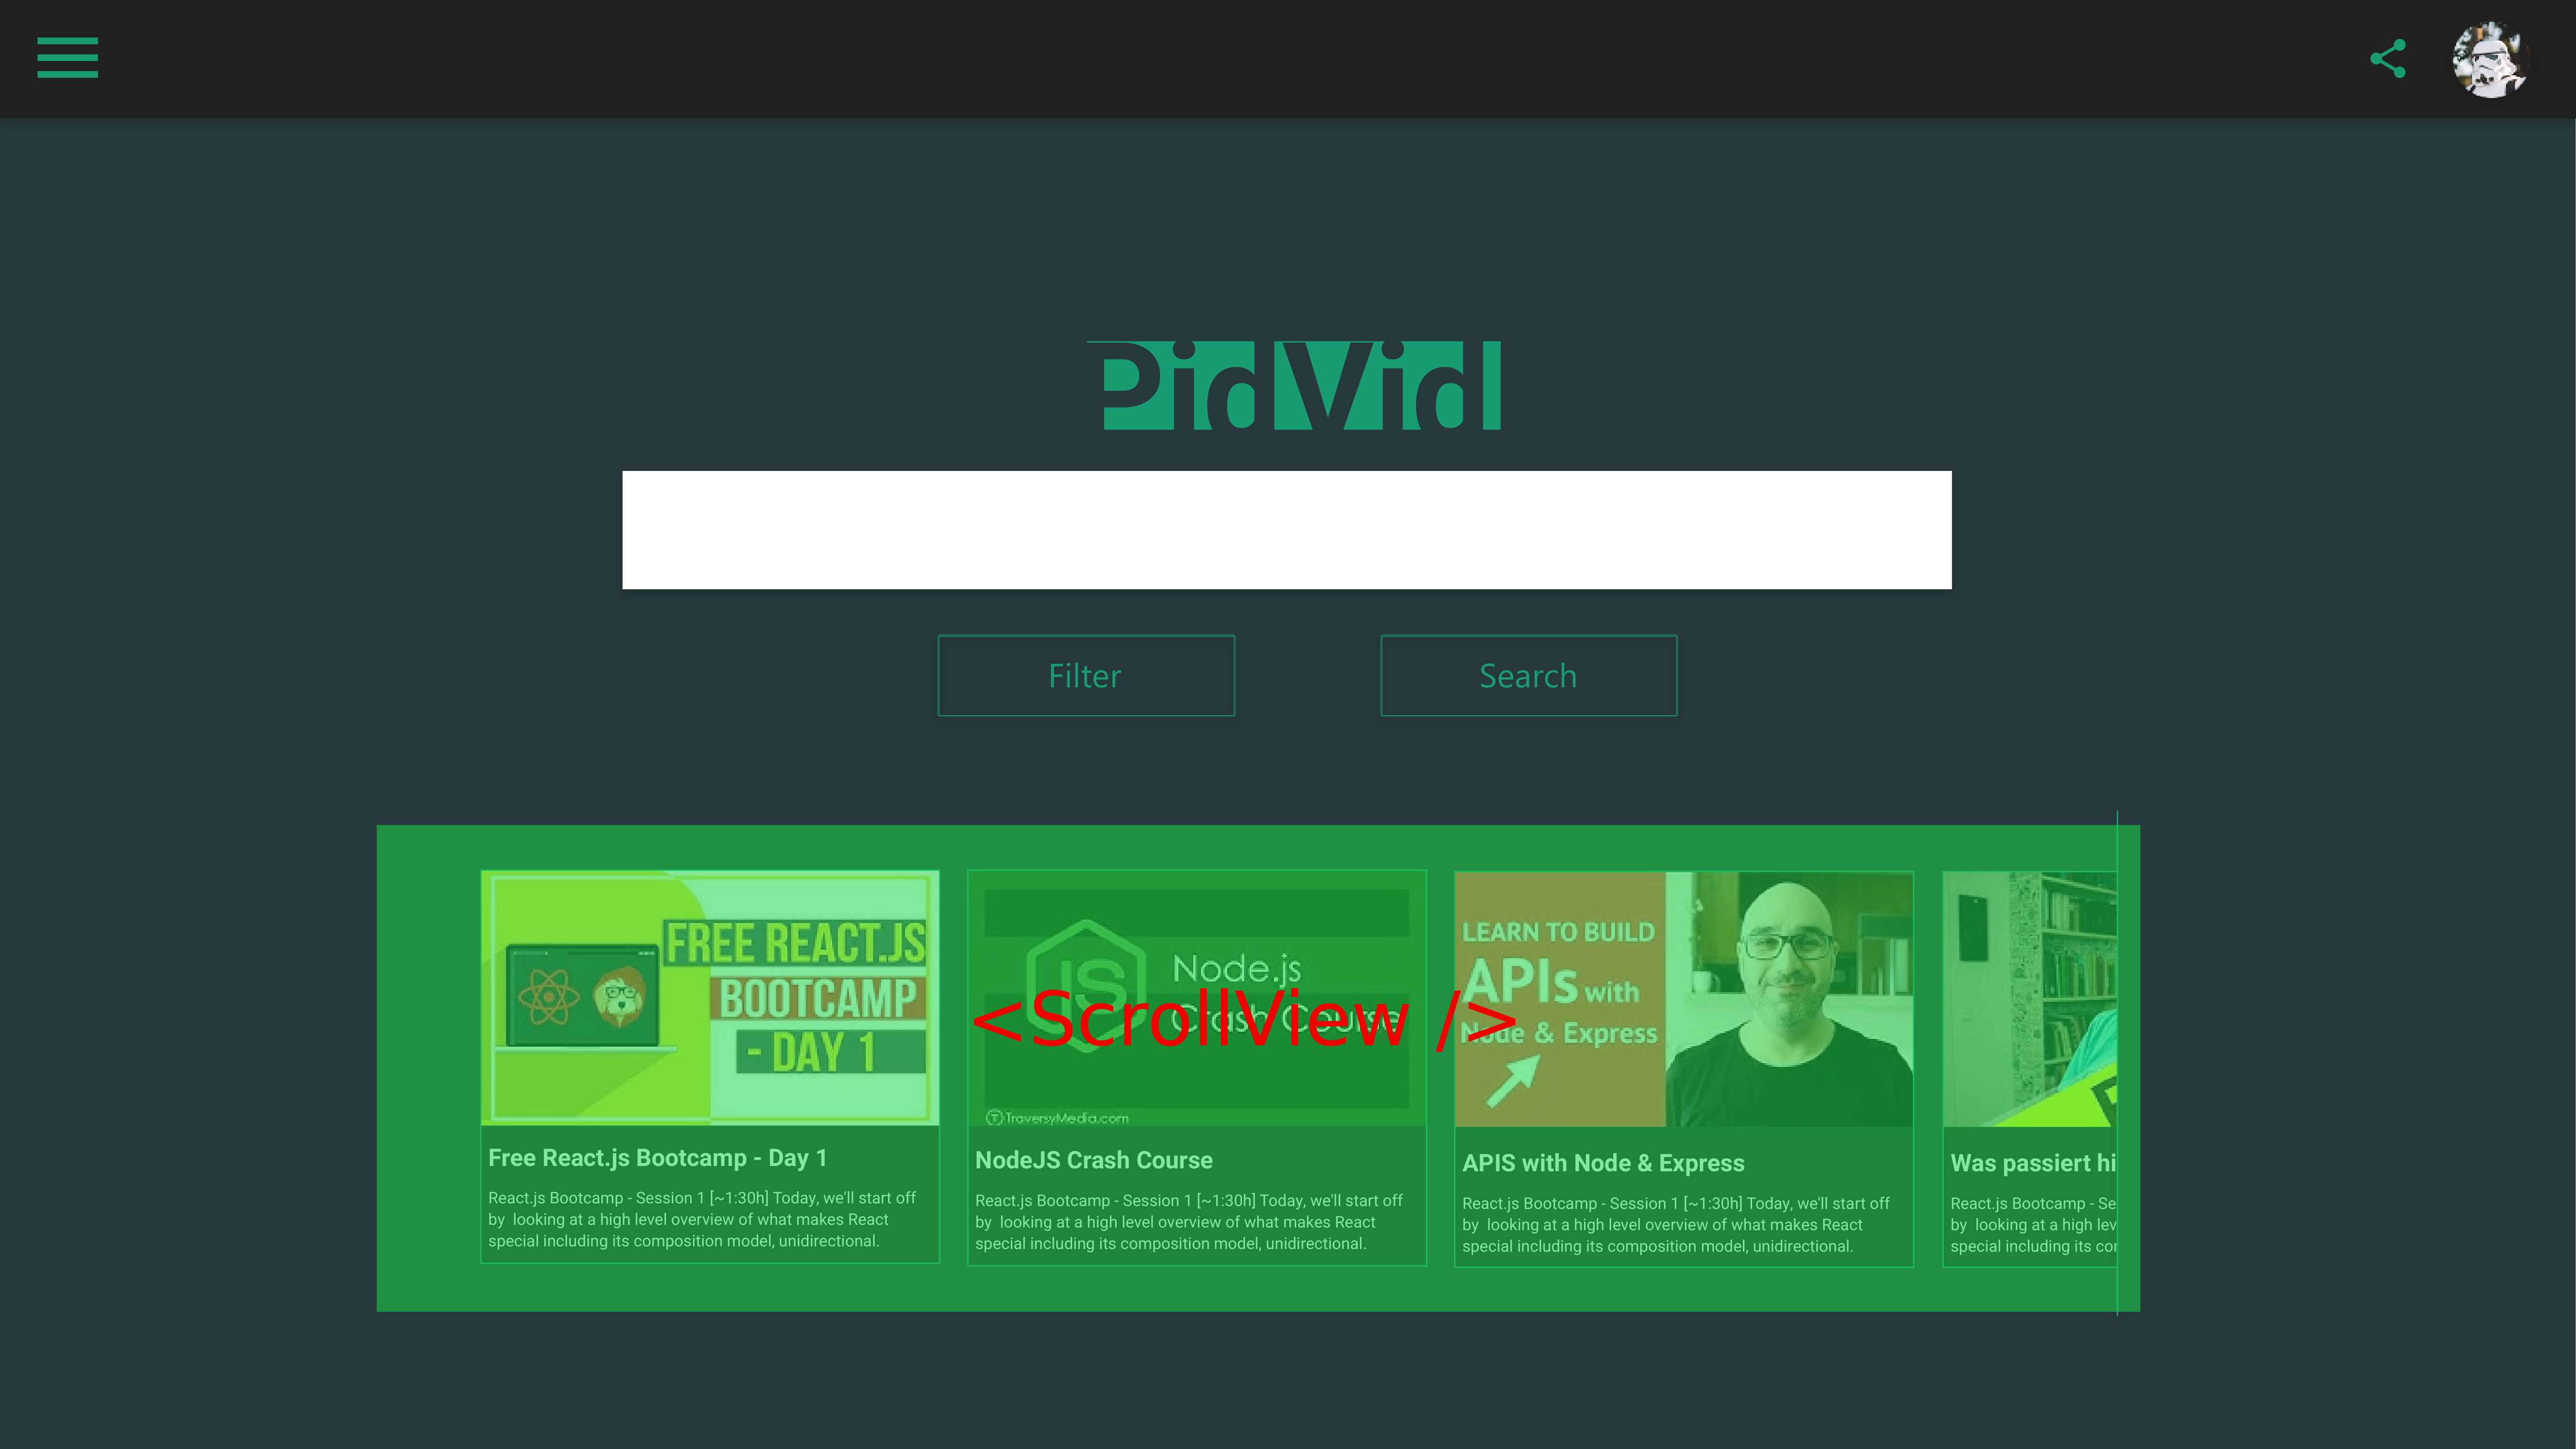 PidVid
Filter
Search
FREE REACT.JS
BOOTCAMP
- DAY 1
Free React.js Bootcamp - Day 1
React.js Bootcamp - Session 1 [~1:30h] Today, we'll start off
by  looking at a high level overview of what makes React
special including its composition model, unidirectional.
JS
Node.js
Crash Course
TraversyMedia.com
<ScrollView />
NodeJS Crash Course
React.js Bootcamp - Session 1 [~1:30h] Today, we'll start off
by  looking at a high level overview of what makes React
special including its composition model, unidirectional.
LEARN TO BUILD
APIs with
Node & Express
APIS with Node & Express
React.js Bootcamp - Session 1 [~1:30h] Today, we'll start off
by  looking at a high level overview of what makes React
special including its composition model, unidirectional.
Was passiert hi
React.js Bootcamp - Se
by  looking at a high lev
special including its cor